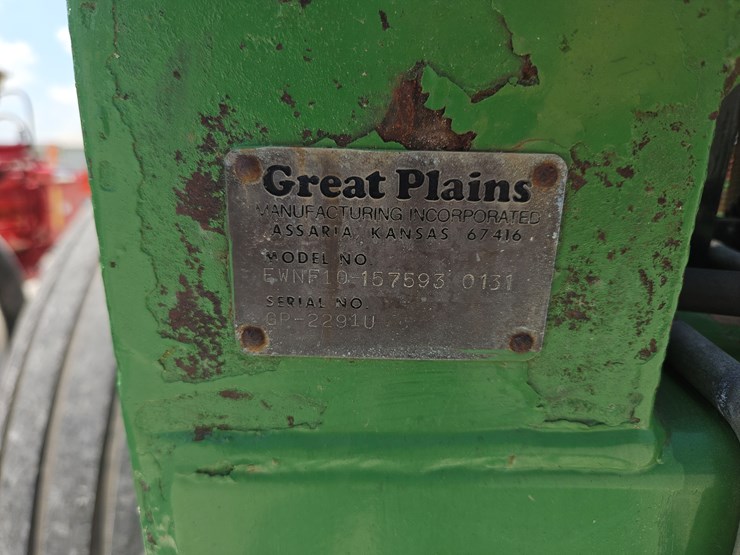 Great Plains
MANUFACTURING INCORPORATED
ASSARIA, KANSAS 67416
MODEL NO.
EWNF10-157593 0131
SERIAL NO.
GP-2291U